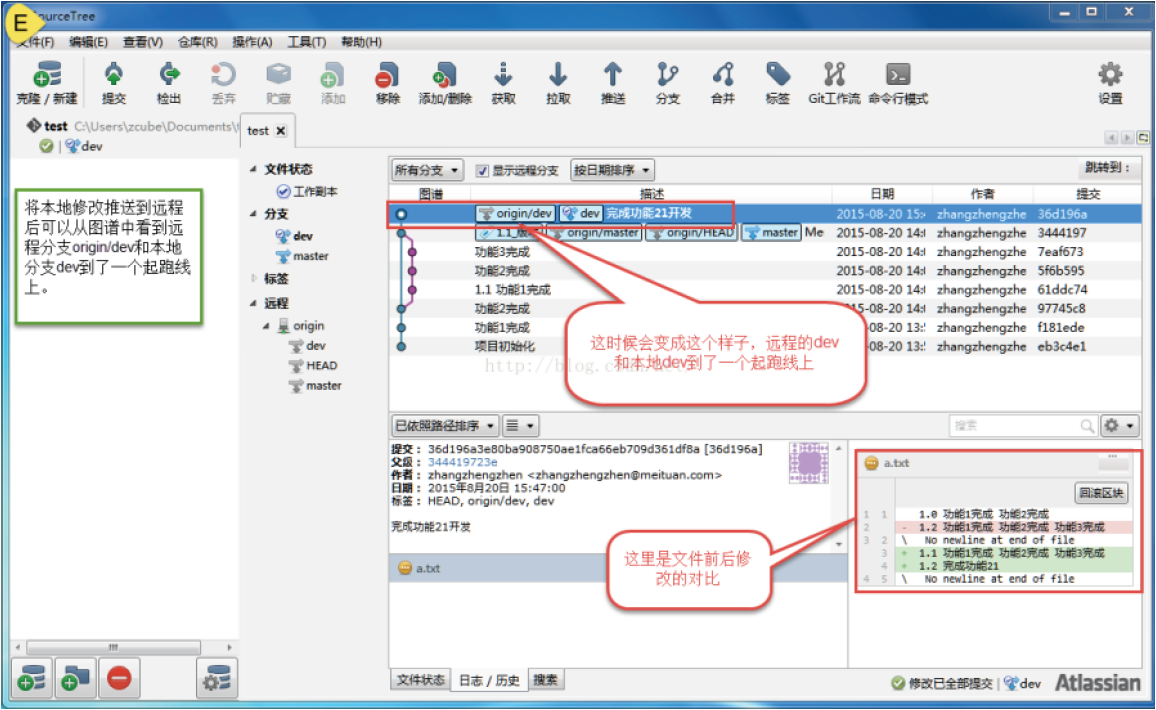 E
SourceTree
文件(F) 编辑(E) 查看(V) 仓库(R) 操作(A) 工具(T) 帮助(H)
克隆 / 新建 提交 检出 丢弃 贮藏 添加 移除 添加/删除 获取 拉取 推送 分支 合并 标签 Git工作流 命令行模式 设置
test C:\Users\zcube\Documents\
dev
test
将本地修改推送到远程
后可以从图谱中看到远
程分支origin/dev和本地
分支dev到了一个起跑线
上。
文件状态
工作副本
分支
dev
master
标签
远程
origin
dev
HEAD
master
所有分支 显示远程分支 按日期排序 跳转到：
图谱 描述 日期 作者 提交
origin/dev dev 完成功能21开发 2015-08-20 15: zhangzhengzhe 36d196a
1.1_版本 origin/master origin/HEAD master Me 2015-08-20 14: zhangzhengzhe 3444197
功能3完成 2015-08-20 14: zhangzhengzhe 7eaf673
功能2完成 2015-08-20 14: zhangzhengzhe 5f6b595
1.1 功能1完成 2015-08-20 14: zhangzhengzhe 61ddc74
功能2完成 2015-08-20 14: zhangzhengzhe 97745c8
功能1完成 -08-20 13: zhangzhengzhe f181ede
项目初始化 -08-20 13: zhangzhengzhe eb3c4e1
这时候会变成这个样子，远程的dev
和本地dev到了一个起跑线上
http://blog.c
已依照路径排序 搜索
提交： 36d196a3e80ba908750ae1fca66eb709d361df8a [36d196a]
父级： 344419723e
作者： zhangzhengzhen <zhangzhengzhen@meituan.com>
日期： 2015年8月20日 15:47:00
标签： HEAD, origin/dev, dev
完成功能21开发
a.txt
这里是文件前后修
改的对比
a.txt
回滚区块
1 1 1.0 功能1完成 功能2完成
2 - 1.2 功能1完成 功能2完成 功能3完成
3 2 \ No newline at end of file
3 + 1.1 功能1完成 功能2完成 功能3完成
4 + 1.2 完成功能21
4 5 \ No newline at end of file
文件状态 日志 / 历史 搜索
修改已全部提交 | dev Atlassian